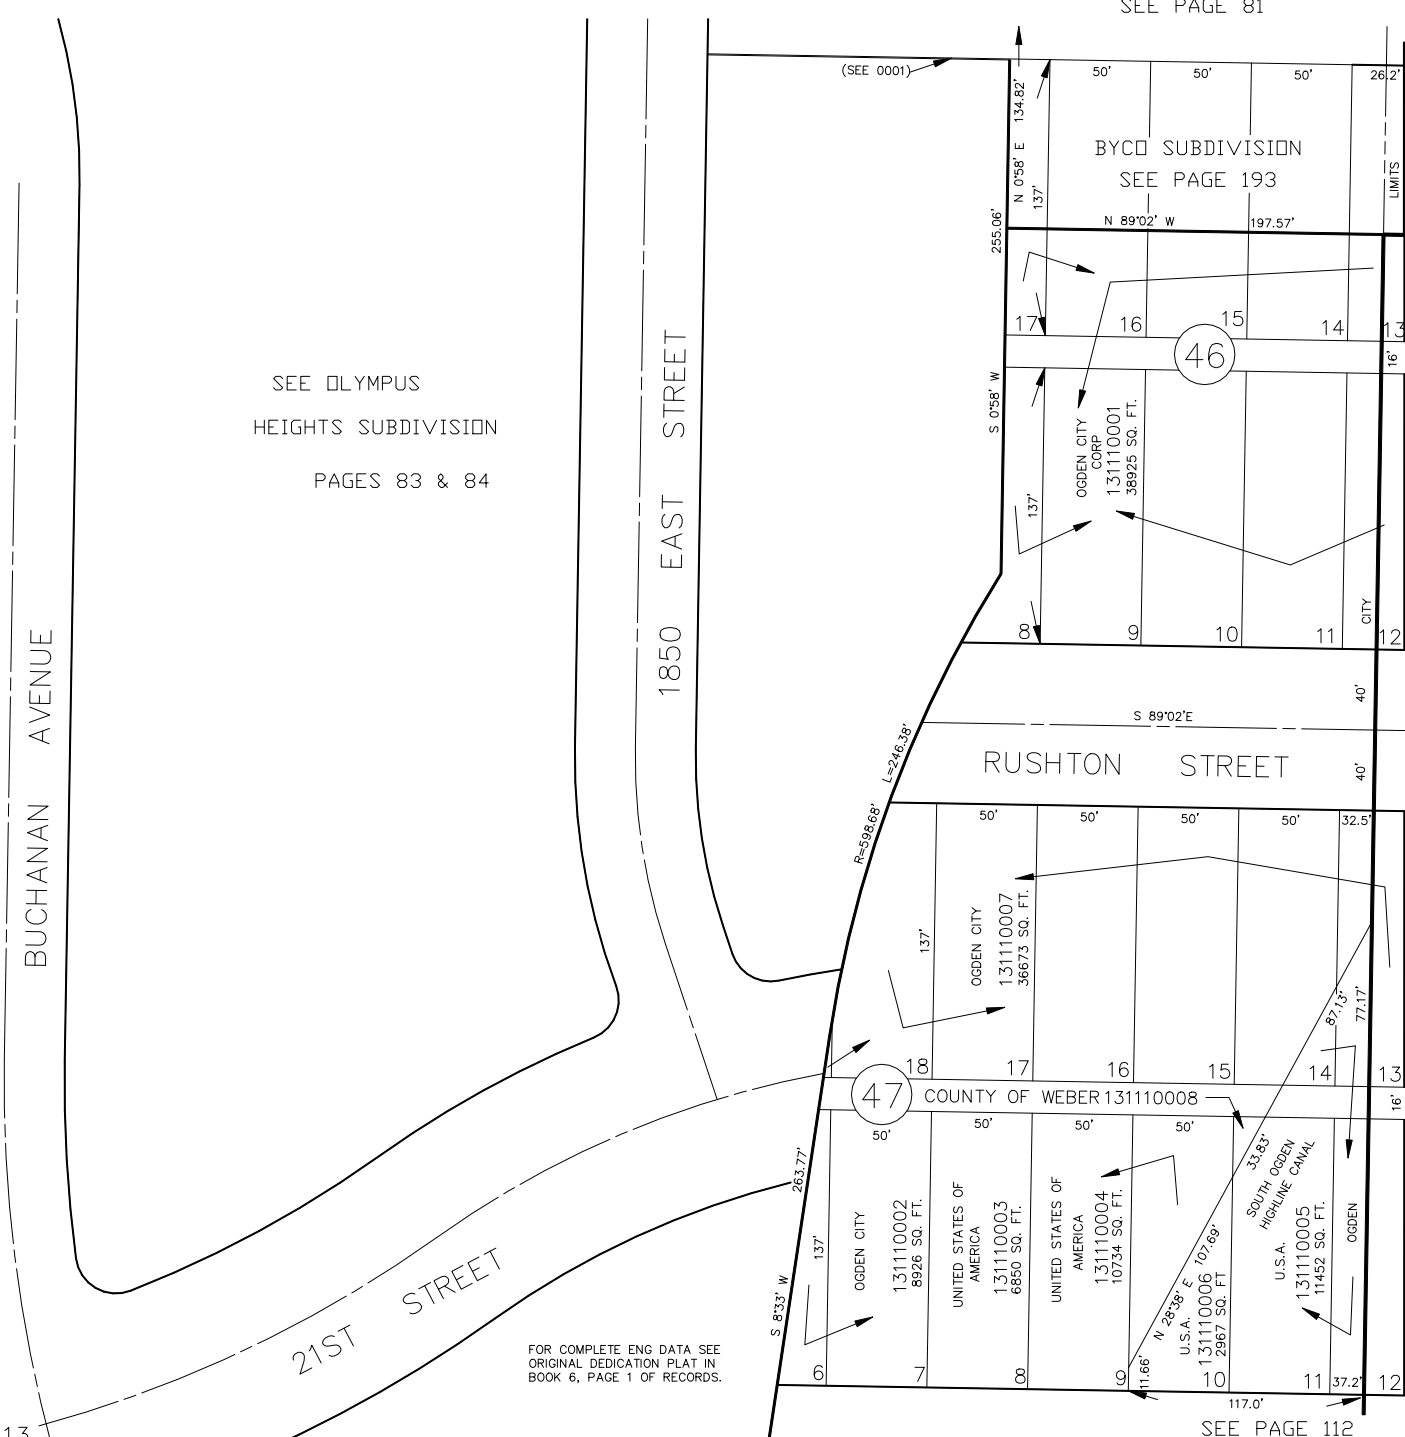 SEE PAGE 81
(SEE 0001)
50'
50'
50'
26.2'
N 0°58' E 134.82'
137'
BYCO SUBDIVISION
SEE PAGE 193
LIMITS
255.06'
N 89°02' W 197.57'
17
16
15
14
13
46
16'
S 0°58' W
SEE OLYMPUS
HEIGHTS SUBDIVISION
PAGES 83 & 84
1850 EAST STREET
BUCHANAN AVENUE
OGDEN CITY
CORP
131110001
38925 SQ. FT.
137'
CITY
8
9
10
11
12
40'
S 89°02'E
RUSHTON STREET
40'
L=246.38'
R=598.68'
50'
50'
50'
50'
32.5'
137'
OGDEN CITY
131110007
36673 SQ. FT.
87.13'
77.17'
18
17
16
15
14
13
47
COUNTY OF WEBER 131110008
16'
50'
50'
50'
50'
33.83'
SOUTH OGDEN
HIGHLINE CANAL
263.77'
137'
OGDEN CITY
131110002
8926 SQ. FT.
UNITED STATES OF
AMERICA
131110003
6850 SQ. FT.
UNITED STATES OF
AMERICA
131110004
10734 SQ. FT.
N 28°38' E 107.69'
U.S.A.
131110006
2967 SQ. FT
U.S.A.
131110005
11452 SQ. FT.
OGDEN
S 8°33' W
21ST STREET
FOR COMPLETE ENG DATA SEE
ORIGINAL DEDICATION PLAT IN
BOOK 6, PAGE 1 OF RECORDS.
6
7
8
9
11.66'
10
11
37.2'
12
117.0'
SEE PAGE 112
13